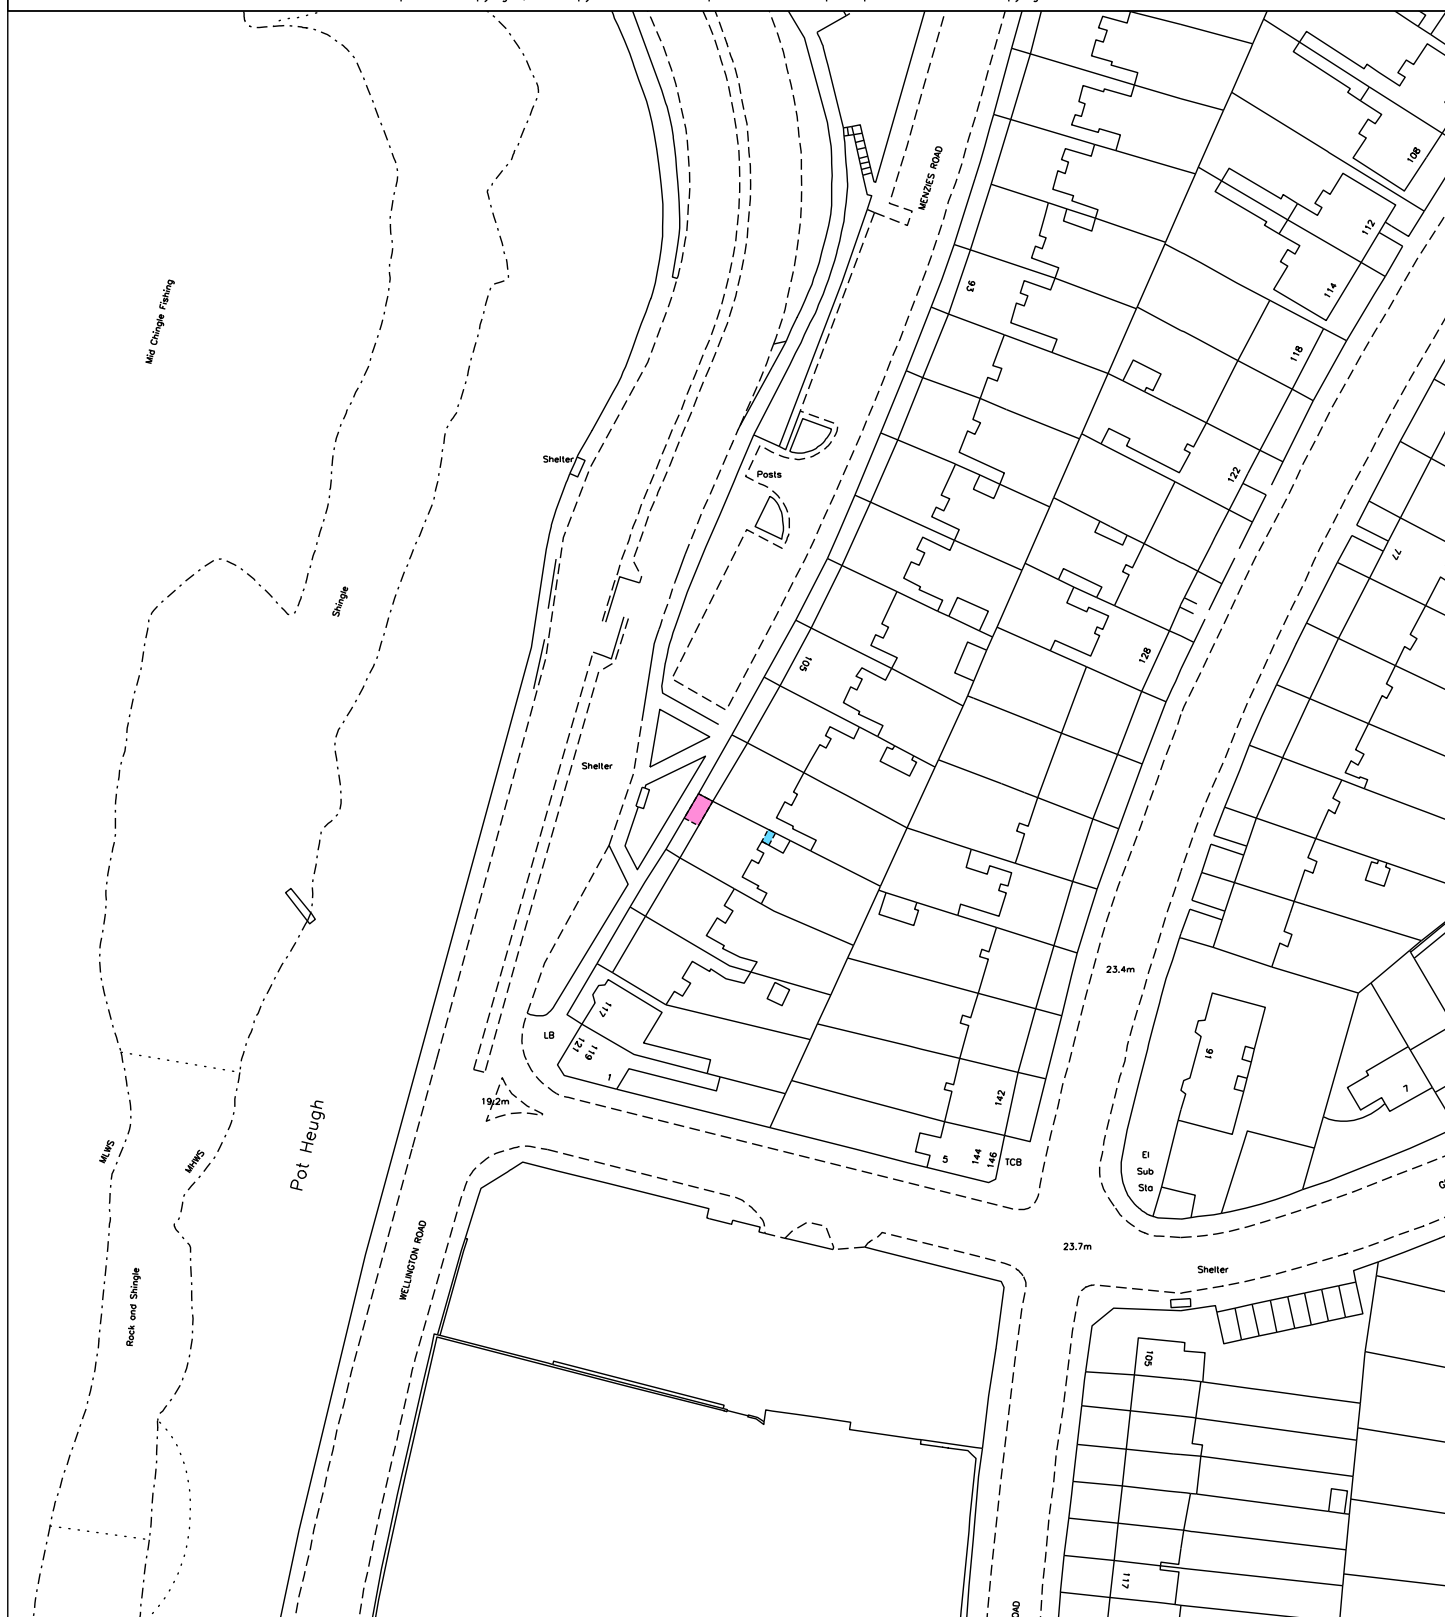 MENZIES ROAD
108
112
114
93
118
Mid Chingle Fishing
Shelter
Posts
122
77
Shingle
105
128
Shelter
23.4m
117
LB
121
119
1
91
7
142
19.2m
Pot Heugh
MLWS
MHWS
5
144
146
TCB
El
Sub
Sta
23.7m
WELLINGTON ROAD
Shelter
Rock and Shingle
105
117